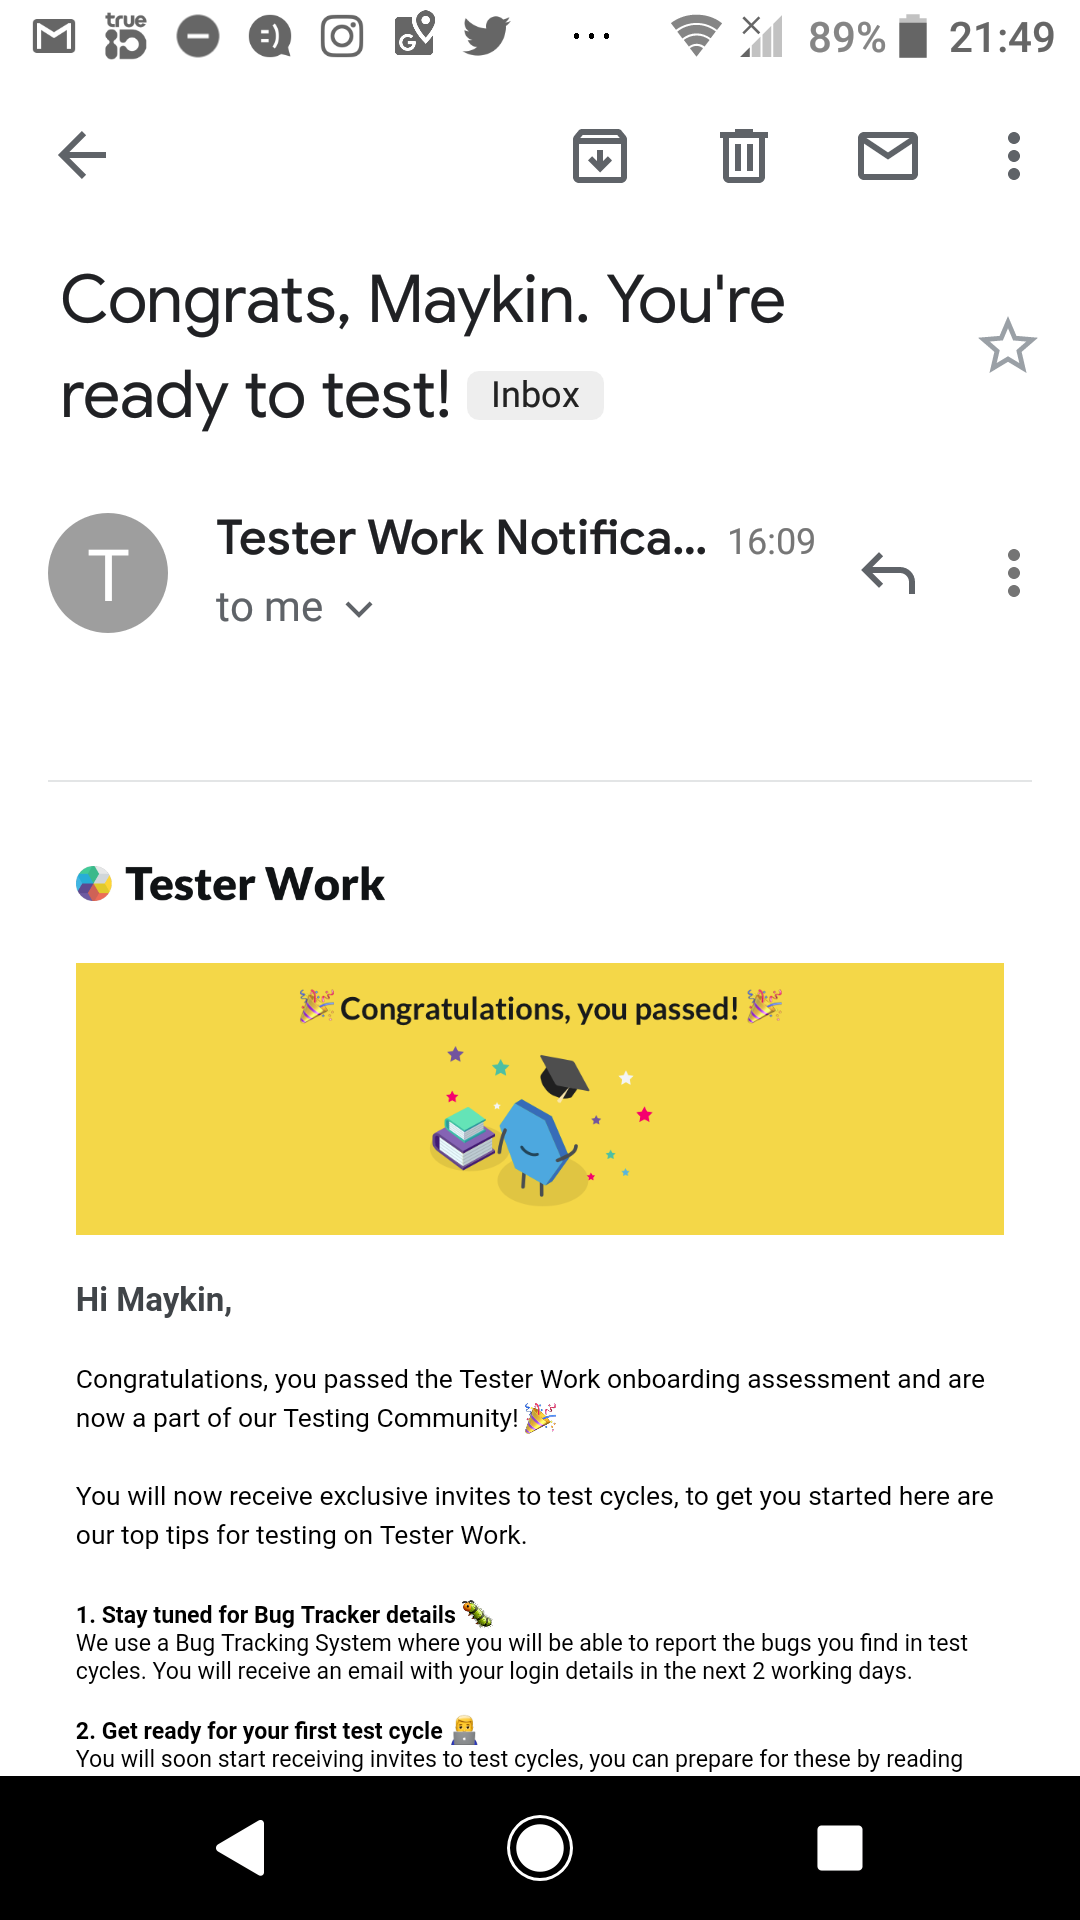 true
89% 21:49
Congrats, Maykin. You're
ready to test! Inbox
T
Tester Work Notifica... 16:09
to me
Tester Work
Congratulations, you passed!
Hi Maykin,
Congratulations, you passed the Tester Work onboarding assessment and are
now a part of our Testing Community!
You will now receive exclusive invites to test cycles, to get you started here are
our top tips for testing on Tester Work.
1. Stay tuned for Bug Tracker details
We use a Bug Tracking System where you will be able to report the bugs you find in test
cycles. You will receive an email with your login details in the next 2 working days.
2. Get ready for your first test cycle
You will soon start receiving invites to test cycles, you can prepare for these by reading